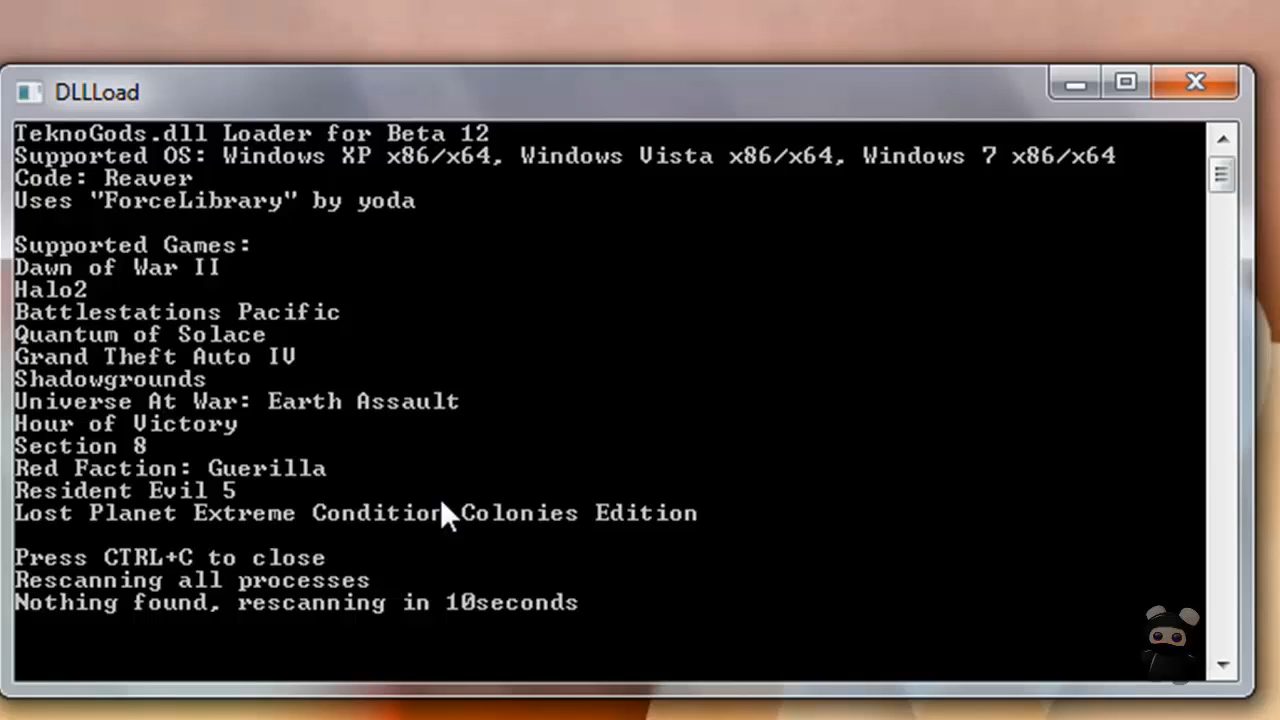 DLLLoad
TeknoGods.dll Loader for Beta 12
Supported OS: Windows XP x86/x64, Windows Vista x86/x64, Windows 7 x86/x64
Code: Reaver
Uses "ForceLibrary" by yoda
Supported Games:
Dawn of War II
Halo2
Battlestations Pacific
Quantum of Solace
Grand Theft Auto IV
Shadowgrounds
Universe At War: Earth Assault
Hour of Victory
Section 8
Red Faction: Guerilla
Resident Evil 5
Lost Planet Extreme Condition Colonies Edition
Press CTRL+C to close
Rescanning all processes
Nothing found, rescanning in 10seconds